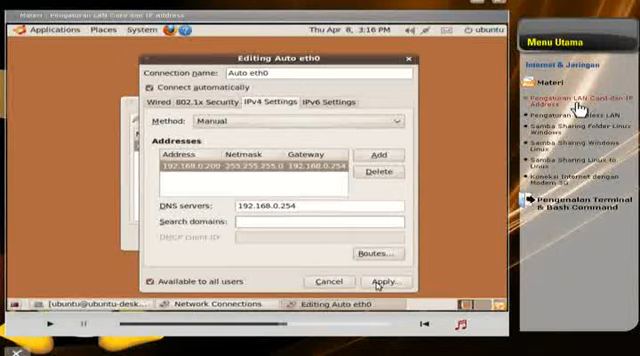 Materi : Pengaturan LAN Card dan IP Address
Applications Places System
Thu Apr 8, 3:16 PM
ubuntu
Editing Auto eth0
Connection name: Auto eth0
Connect automatically
Wired 802.1x Security IPv4 Settings IPv6 Settings
Method: Manual
Addresses
Address Netmask Gateway
192.168.0.200 255.255.255.0 192.168.0.254
Add
Delete
DNS servers: 192.168.0.254
Search domains:
DHCP client ID:
Routes...
Available to all users
Cancel
Apply...
[ubuntu@ubuntu-desk...
Network Connections
Editing Auto eth0
Menu Utama
Internet & Jaringan
Materi
Pengaturan LAN Card dan IP
Address
Pengaturan Wireless LAN
Samba Sharing Folder Linux
Windows
Samba Sharing Windows
Linux
Samba Sharing Linux to
Linux
Koneksi Internet dengan
Modem 3G
Pengenalan Terminal
& Bash Command